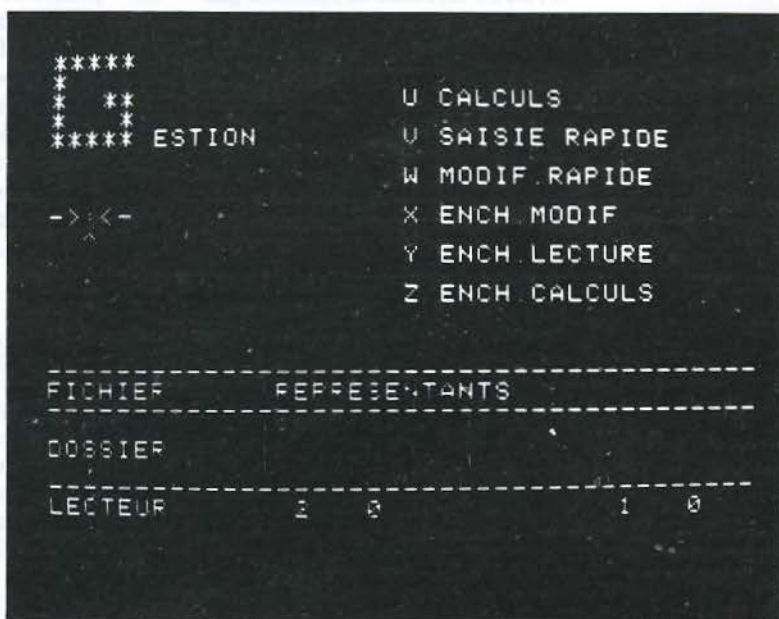 *****
*
*   **
*    *
***** ESTION
U CALCULS
V SAISIE RAPIDE
W MODIF.RAPIDE
->:<-
X ENCH.MODIF
Y ENCH.LECTURE
Z ENCH.CALCULS
FICHIER REPRESENTANTS
DOSSIER
LECTEUR 2 0 1 0